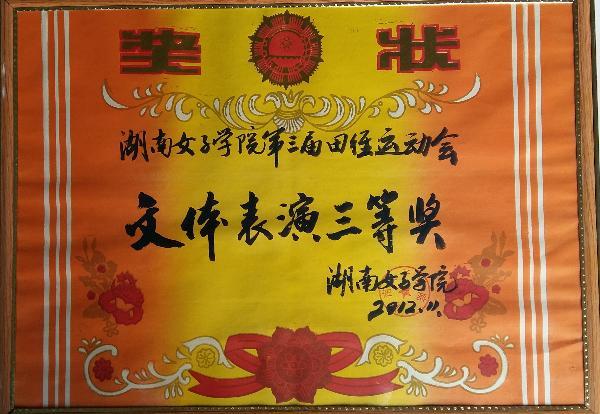 奖状
湖南女子学院第三届田径运动会
文体表演三等奖
湖南女子学院
2012.11.